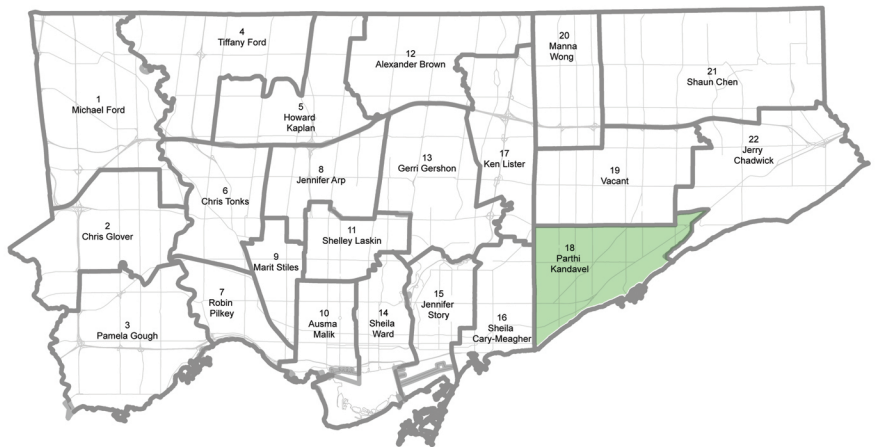 1
Michael Ford
2
Chris Glover
3
Pamela Gough
4
Tiffany Ford
5
Howard
Kaplan
6
Chris Tonks
7
Robin
Pilkey
8
Jennifer Arp
9
Marit Stiles
10
Ausma
Malik
11
Shelley Laskin
12
Alexander Brown
13
Gerri Gershon
14
Sheila
Ward
15
Jennifer
Story
16
Sheila
Cary-Meagher
17
Ken Lister
18
Parthi
Kandavel
19
Vacant
20
Manna
Wong
21
Shaun Chen
22
Jerry
Chadwick